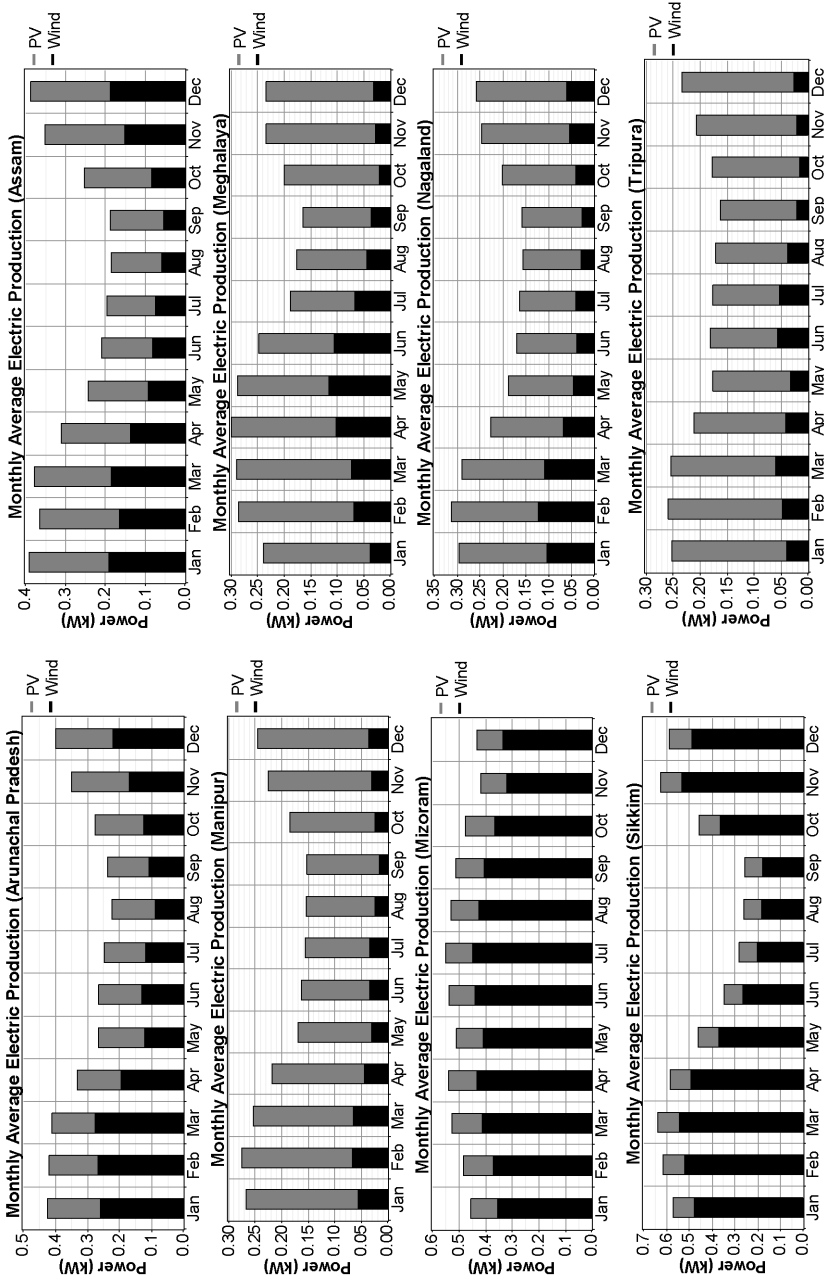 Monthly Average Electric Production (Arunachal Pradesh)
PV
Wind
Power (kW)
0.5
0.4
0.3
0.2
0.1
0.0
Jan Feb Mar Apr May Jun Jul Aug Sep Oct Nov Dec
Monthly Average Electric Production (Assam)
PV
Wind
Power (kW)
0.4
0.3
0.2
0.1
0.0
Jan Feb Mar Apr May Jun Jul Aug Sep Oct Nov Dec
Monthly Average Electric Production (Manipur)
PV
Wind
Power (kW)
0.30
0.25
0.20
0.15
0.10
0.05
0.00
Jan Feb Mar Apr May Jun Jul Aug Sep Oct Nov Dec
Monthly Average Electric Production (Meghalaya)
PV
Wind
Power (kW)
0.30
0.25
0.20
0.15
0.10
0.05
0.00
Jan Feb Mar Apr May Jun Jul Aug Sep Oct Nov Dec
Monthly Average Electric Production (Mizoram)
PV
Wind
Power (kW)
0.6
0.5
0.4
0.3
0.2
0.1
0.0
Jan Feb Mar Apr May Jun Jul Aug Sep Oct Nov Dec
Monthly Average Electric Production (Nagaland)
PV
Wind
Power (kW)
0.35
0.30
0.25
0.20
0.15
0.10
0.05
0.00
Jan Feb Mar Apr May Jun Jul Aug Sep Oct Nov Dec
Monthly Average Electric Production (Sikkim)
PV
Wind
Power (kW)
0.7
0.6
0.5
0.4
0.3
0.2
0.1
0.0
Jan Feb Mar Apr May Jun Jul Aug Sep Oct Nov Dec
Monthly Average Electric Production (Tripura)
PV
Wind
Power (kW)
0.30
0.25
0.20
0.15
0.10
0.05
0.00
Jan Feb Mar Apr May Jun Jul Aug Sep Oct Nov Dec